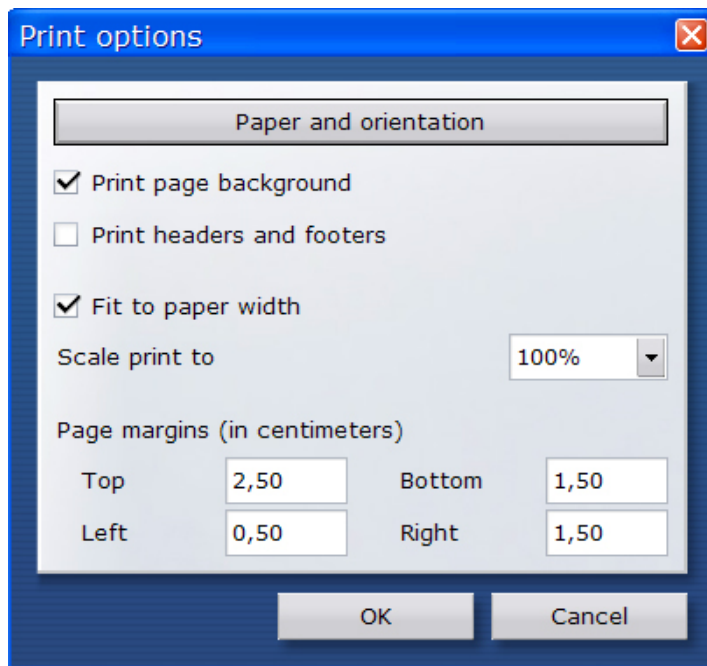 Print options
Paper and orientation
Print page background
Print headers and footers
Fit to paper width
Scale print to 100%
Page margins (in centimeters)
Top 2,50 Bottom 1,50
Left 0,50 Right 1,50
OK Cancel